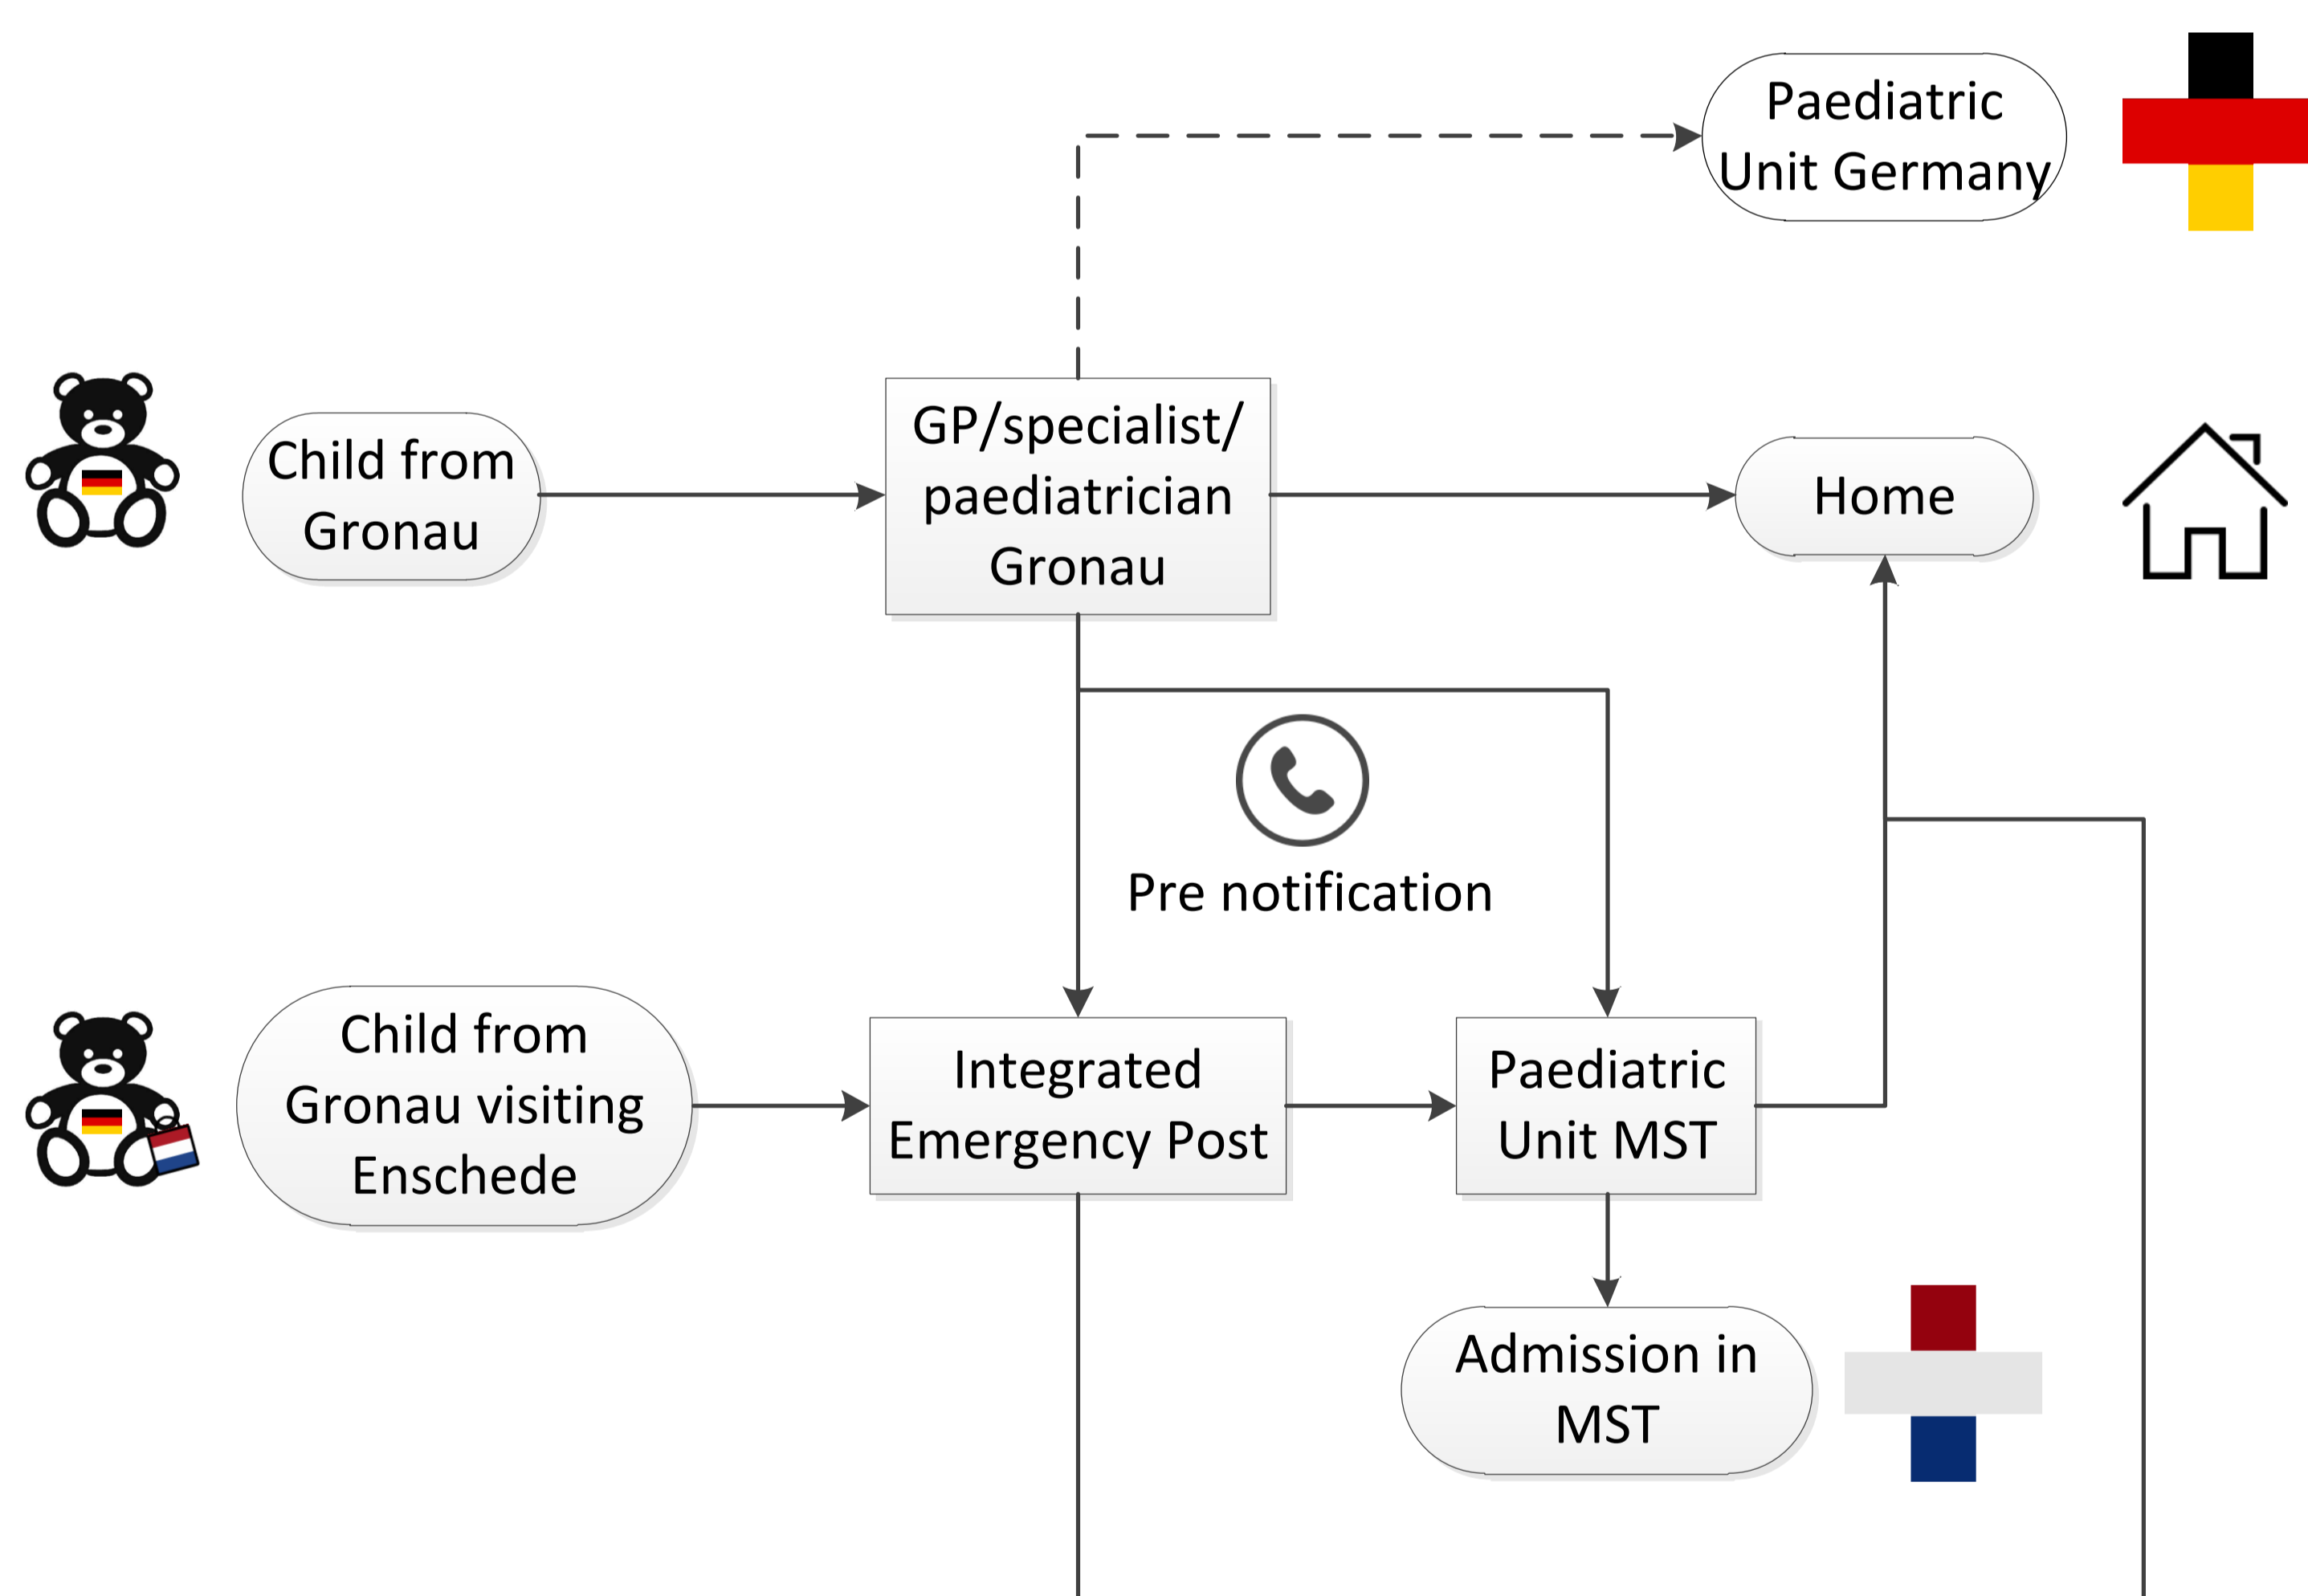 Paediatric
Unit Germany
Child from
Gronau
GP/specialist/
paediatrician
Gronau
Home
Pre notification
Child from
Gronau visiting
Enschede
Integrated
Emergency Post
Paediatric
Unit MST
Admission in
MST